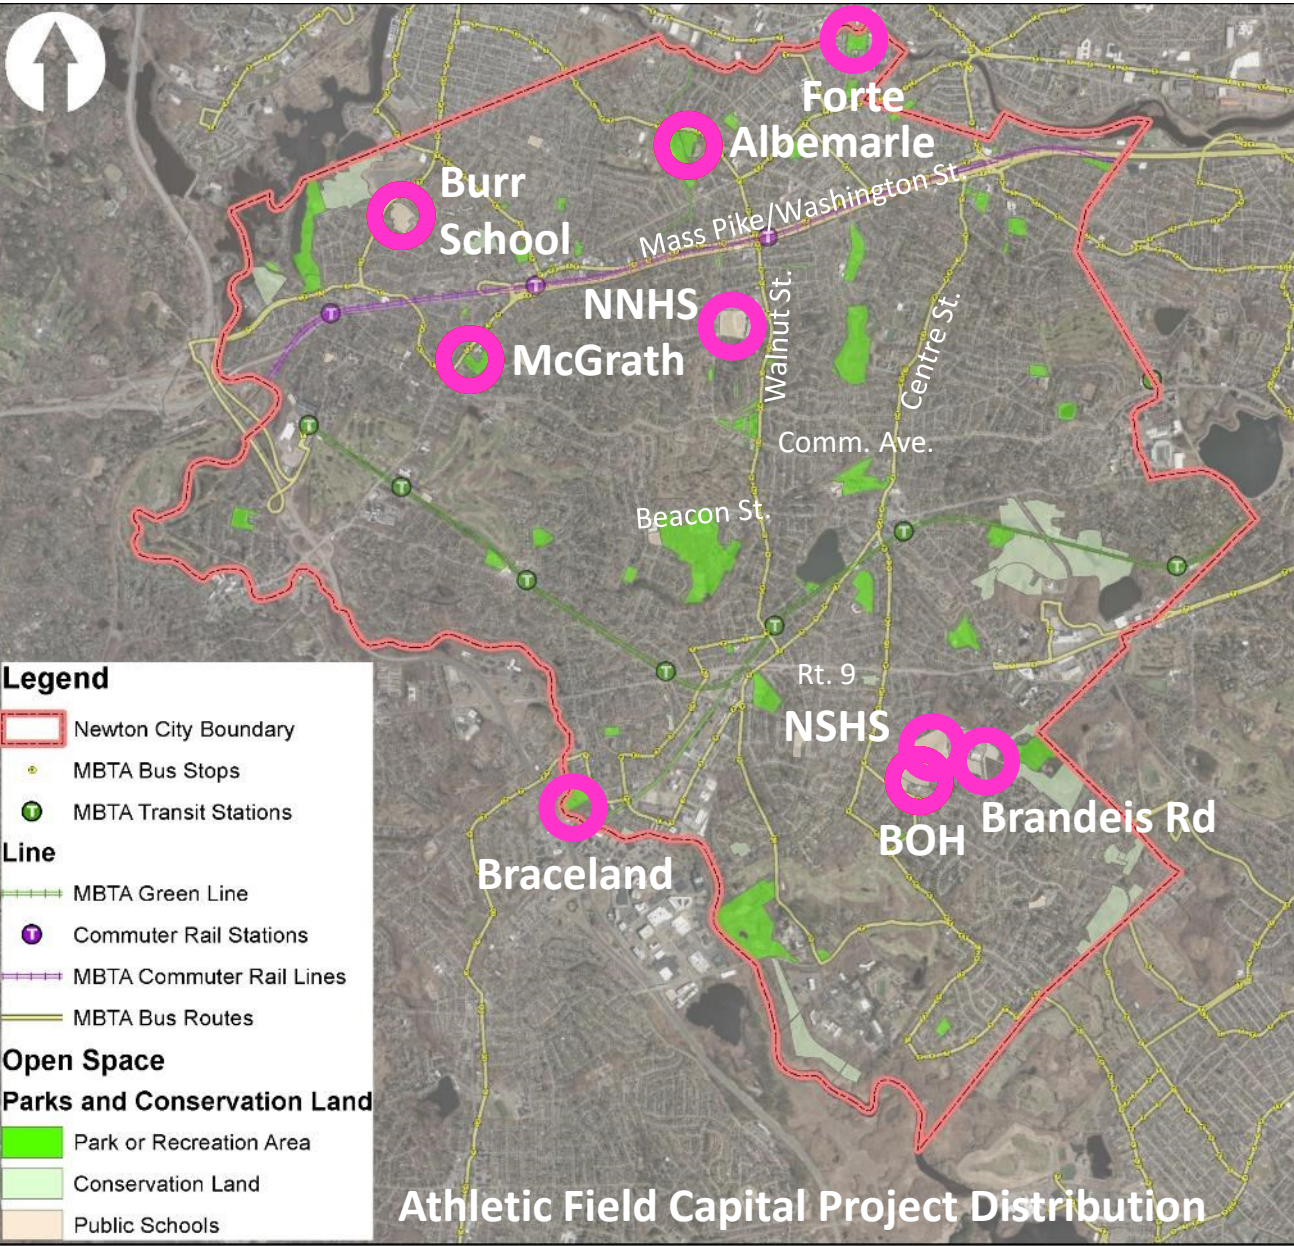 Forte
Albemarle
Burr
School
Mass Pike/Washington St.
NNHS
McGrath
Walnut St.
Centre St.
Comm. Ave.
Beacon St.
Rt. 9
NSHS
Brandeis Rd
BOH
Braceland
T
T
T
T
T
T
T
T
T
T
Legend
Newton City Boundary
MBTA Bus Stops
T MBTA Transit Stations
Line
MBTA Green Line
T Commuter Rail Stations
MBTA Commuter Rail Lines
MBTA Bus Routes
Open Space
Parks and Conservation Land
Park or Recreation Area
Conservation Land
Public Schools
Athletic Field Capital Project Distribution